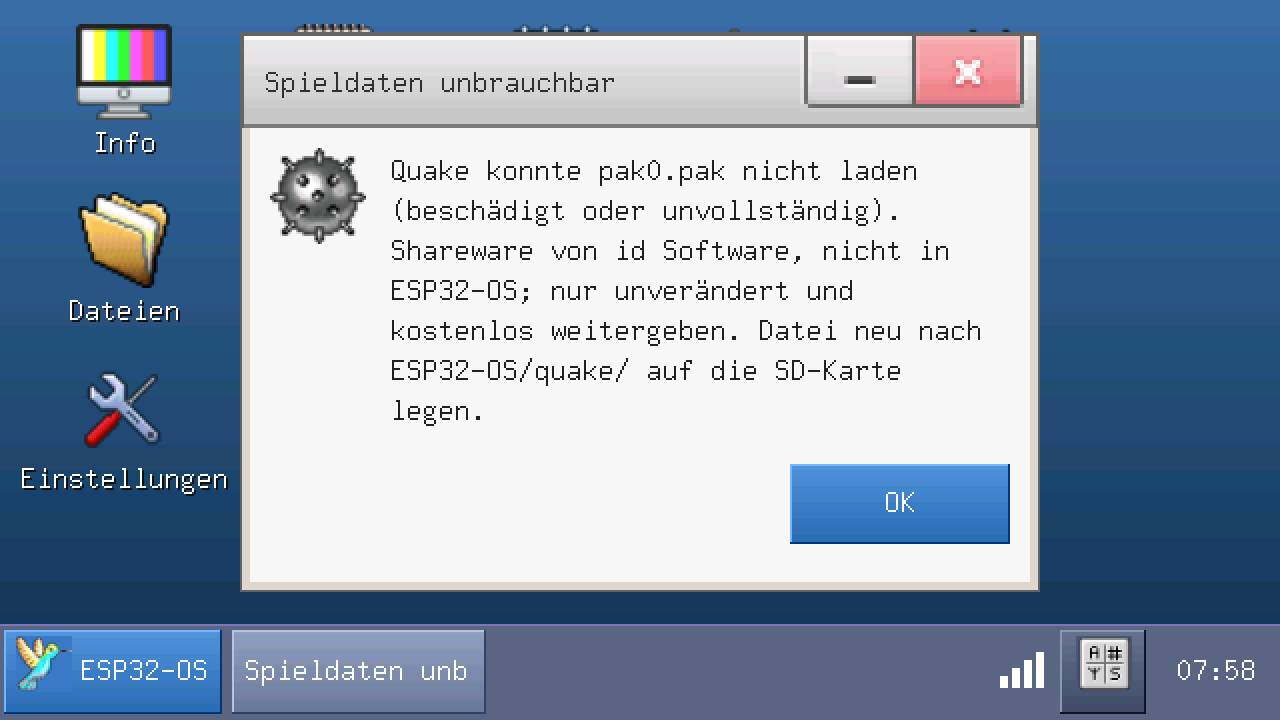 Spieldaten unbrauchbar
Info
Quake konnte pak0.pak nicht laden
(beschädigt oder unvollständig).
Shareware von id Software, nicht in
ESP32-OS; nur unverändert und
kostenlos weitergeben. Datei neu nach
ESP32-OS/quake/ auf die SD-Karte
legen.
Dateien
Einstellungen
OK
ESP32-OS
Spieldaten unb
A#
YS
07:58